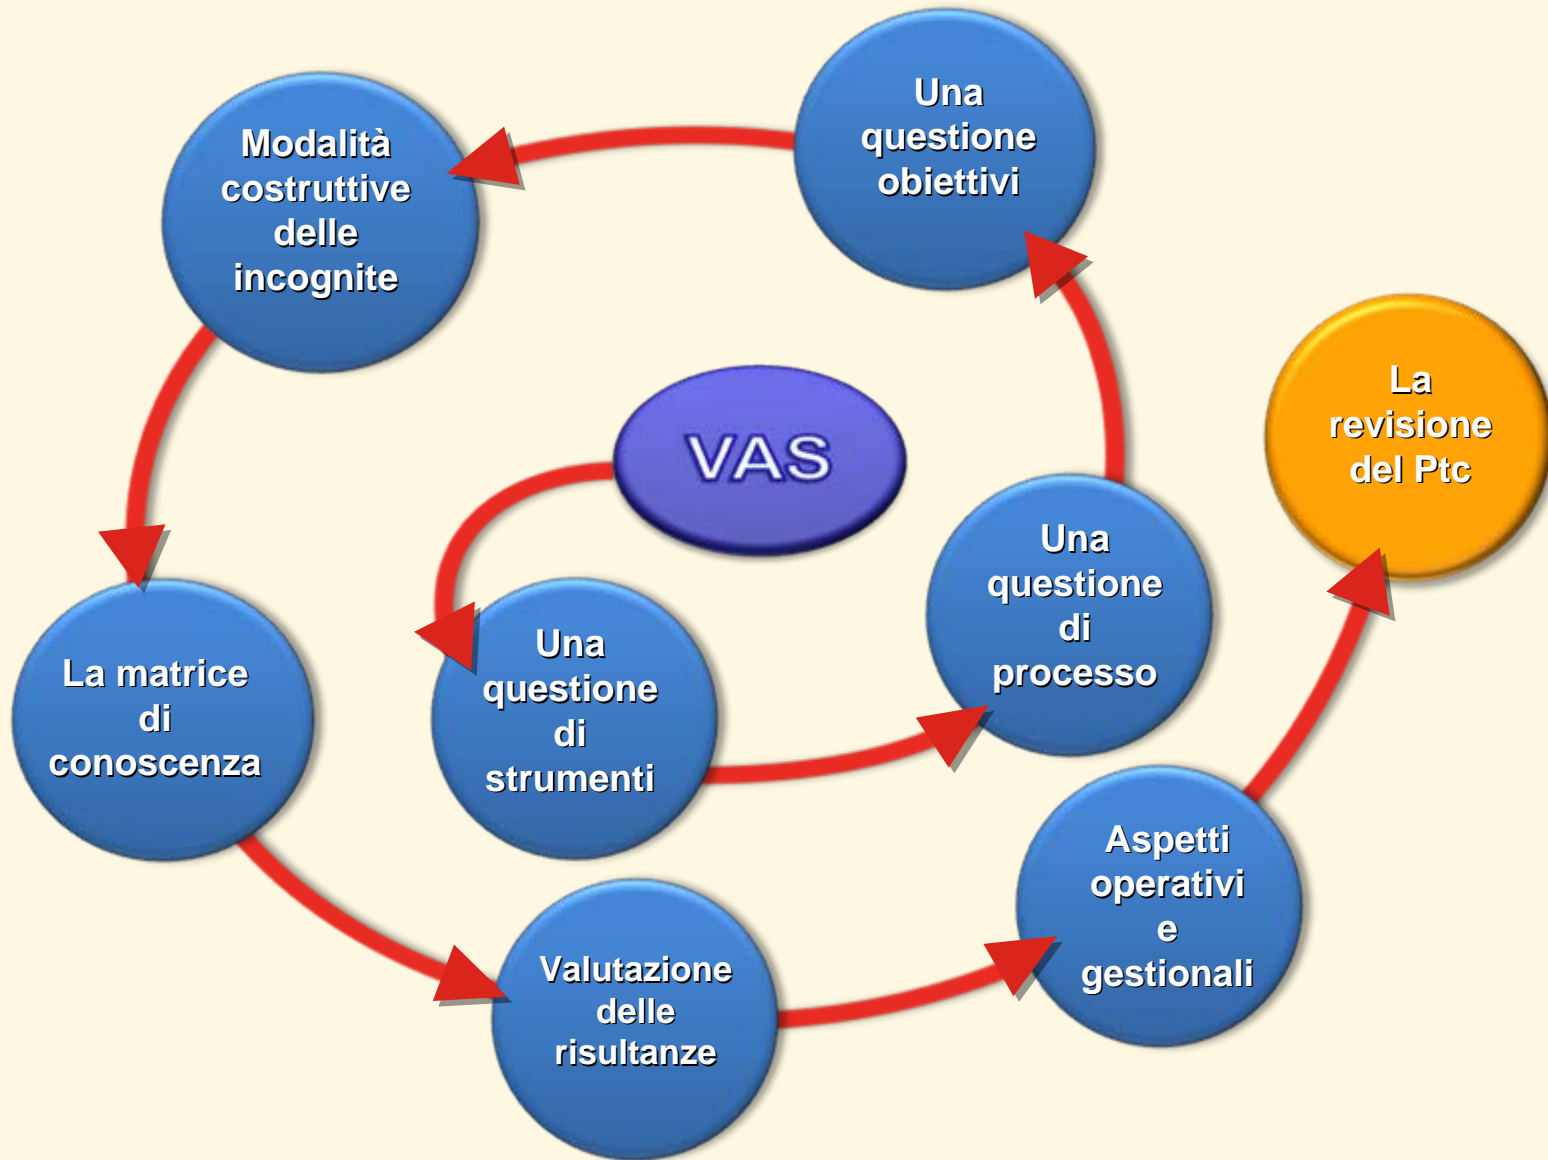 VAS
Una
questione
di
strumenti
Una
questione
di
processo
Una
questione
obiettivi
Modalità
costruttive
delle
incognite
La matrice
di
conoscenza
Valutazione
delle
risultanze
Aspetti
operativi
e
gestionali
La
revisione
del Ptc